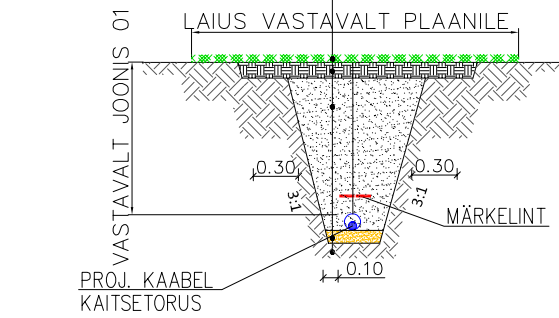 LAIUS VASTAVALT PLAANILE
VASTAVALT JOONIS 01
0.30
0.30
3:1
3:1
MÄRKELINT
0.10
PROJ. KAABEL
KAITSETORUS